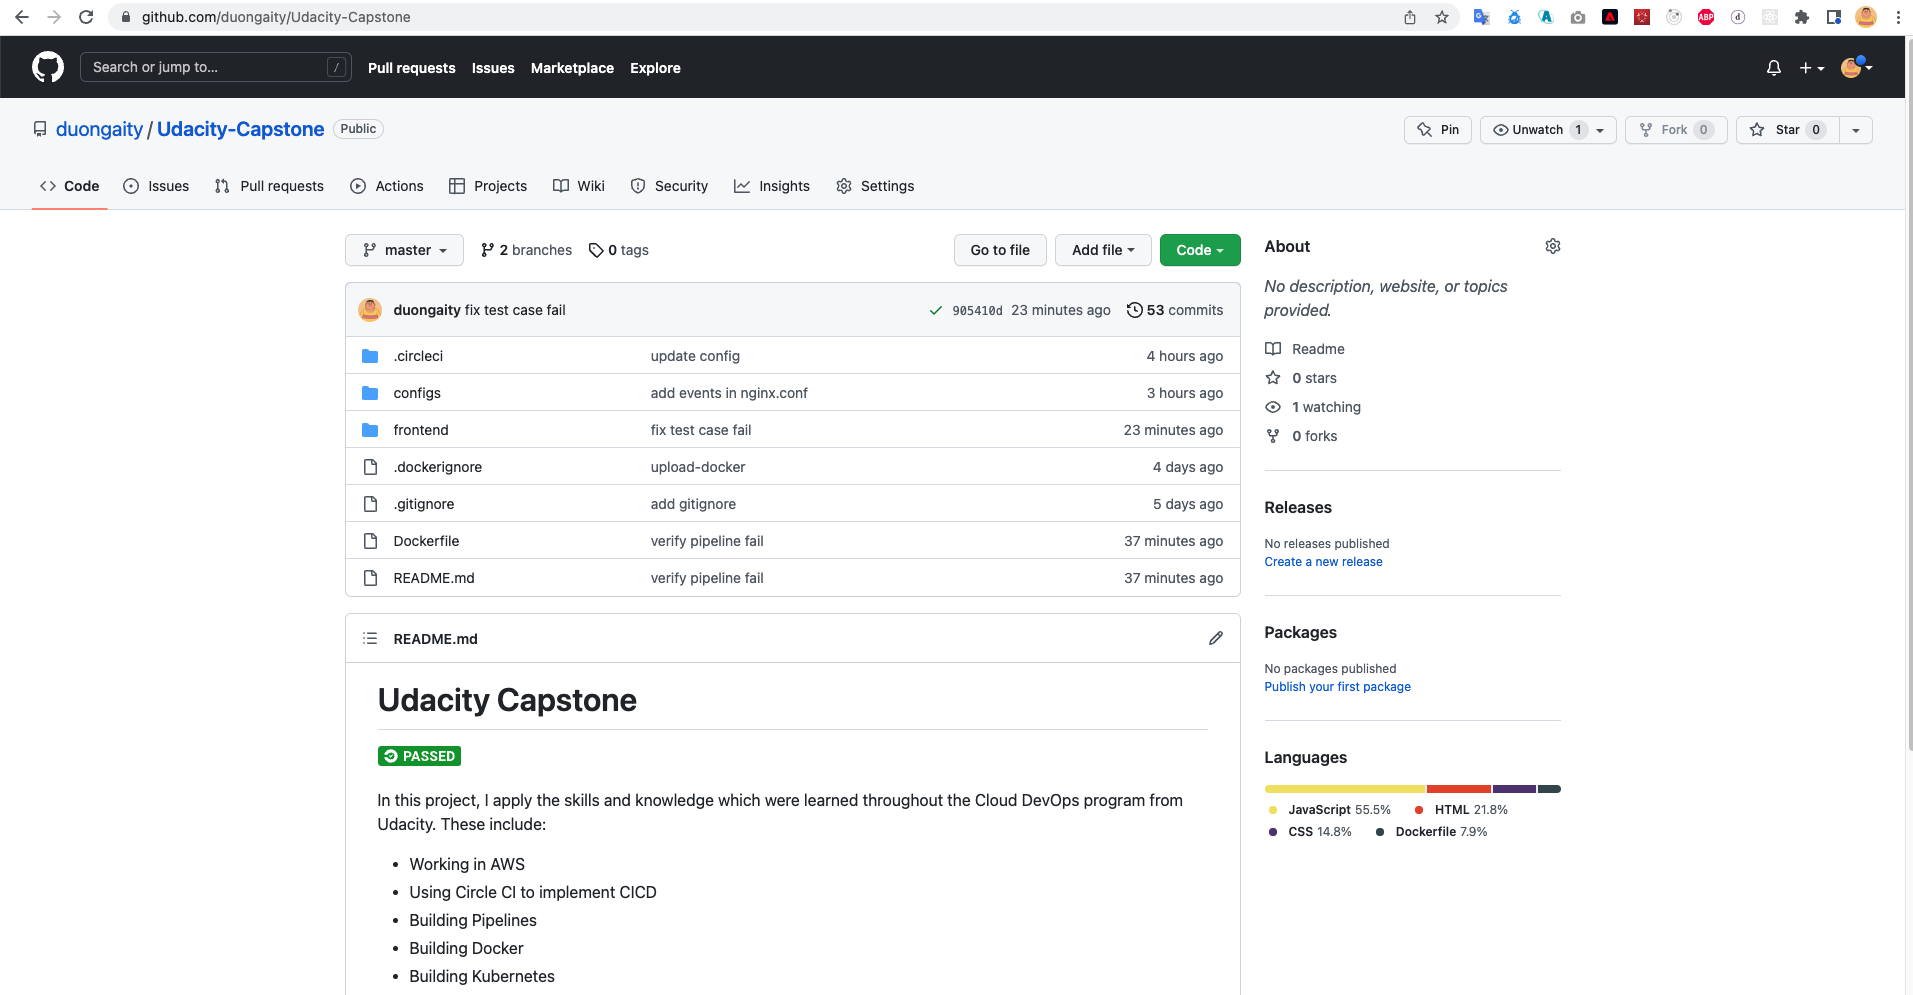 github.com/duongaity/Udacity-Capstone
Search or jump to... /
Pull requests Issues Marketplace Explore
duongaity / Udacity-Capstone Public
Pin Unwatch 1 Fork 0 Star 0
Code Issues Pull requests Actions Projects Wiki Security Insights Settings
master 2 branches 0 tags Go to file Add file Code
duongaity fix test case fail 905410d 23 minutes ago 53 commits
.circleci update config 4 hours ago
configs add events in nginx.conf 3 hours ago
frontend fix test case fail 23 minutes ago
.dockerignore upload-docker 4 days ago
.gitignore add gitignore 5 days ago
Dockerfile verify pipeline fail 37 minutes ago
README.md verify pipeline fail 37 minutes ago
README.md
Udacity Capstone
PASSED
In this project, I apply the skills and knowledge which were learned throughout the Cloud DevOps program from
Udacity. These include:
• Working in AWS
• Using Circle CI to implement CICD
• Building Pipelines
• Building Docker
• Building Kubernetes
About
No description, website, or topics
provided.
Readme
0 stars
1 watching
0 forks
Releases
No releases published
Create a new release
Packages
No packages published
Publish your first package
Languages
JavaScript 55.5% HTML 21.8%
CSS 14.8% Dockerfile 7.9%
ABP